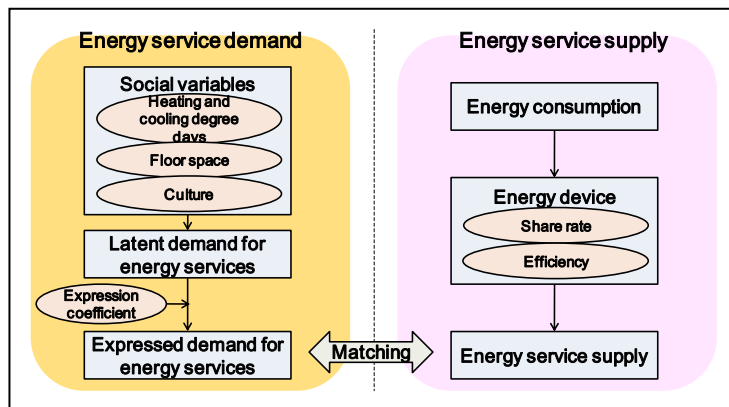 Energy service demand
Social variables
Heating and
cooling degree
days
Floor space
Culture
Latent demand for
energy services
Expression
coefficient
Expressed demand for
energy services
Matching
Energy service supply
Energy consumption
Energy device
Share rate
Efficiency
Energy service supply